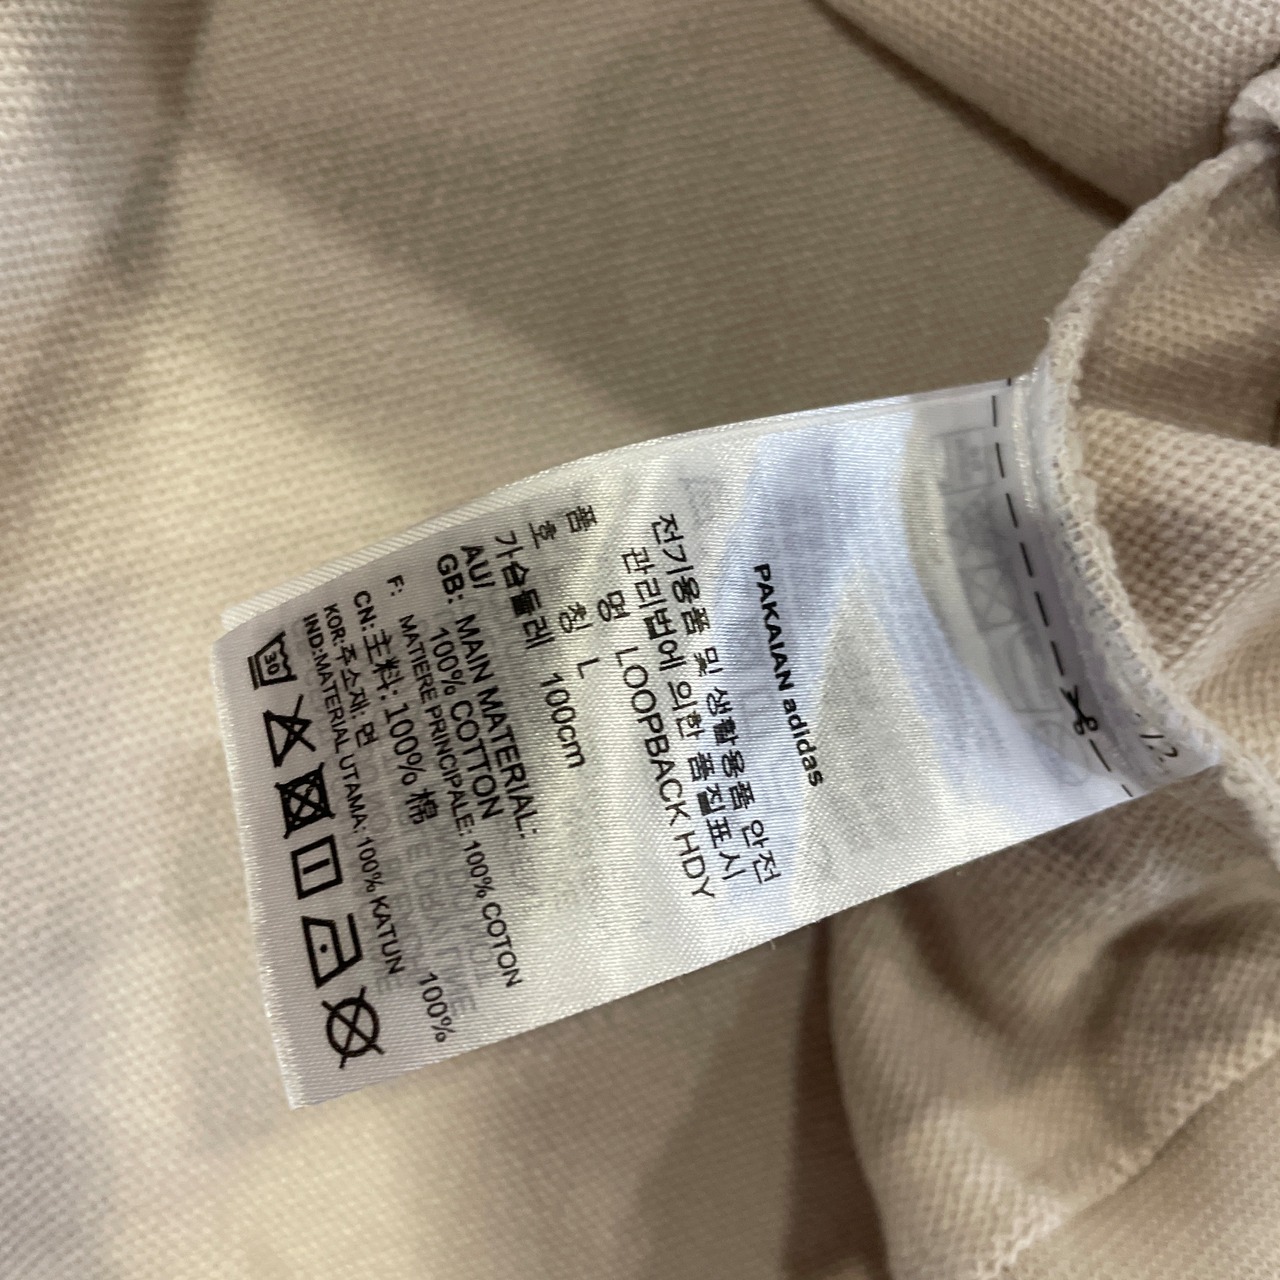 PAKAIAN adidas
전기용품 및 생활용품 안전
관리법에 의한 품질표시
품 명 LOOPBACK HDY
호 칭 L
가슴둘레 100cm
AU/
GB: MAIN MATERIAL:
100% COTTON
F: MATIERE PRINCIPALE: 100% COTON
CN: 主料: 100% 棉
KOR:주소재: 면 100%
IND:MATERIAL UTAMA: 100% KATUN
30